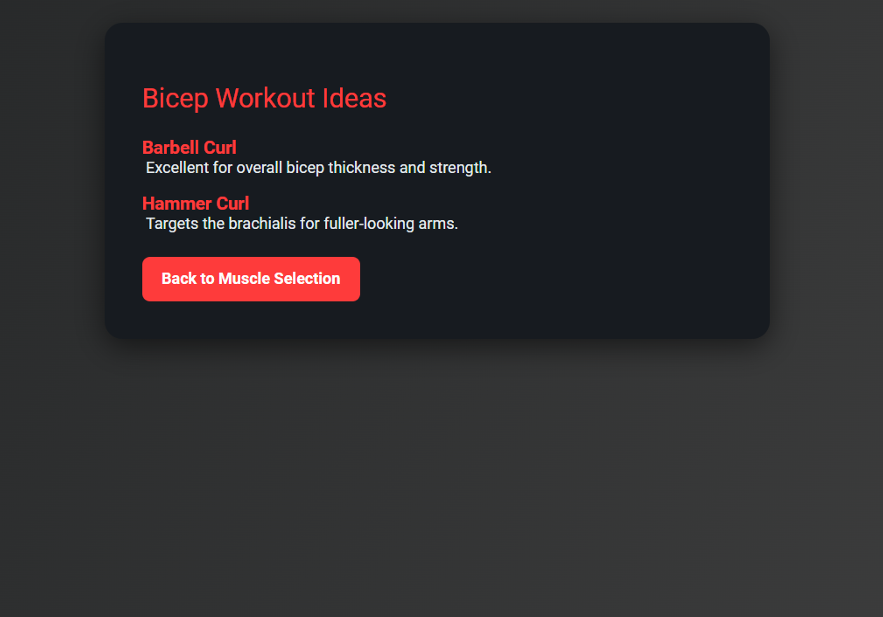 Bicep Workout Ideas
Barbell Curl
Excellent for overall bicep thickness and strength.
Hammer Curl
Targets the brachialis for fuller-looking arms.
Back to Muscle Selection